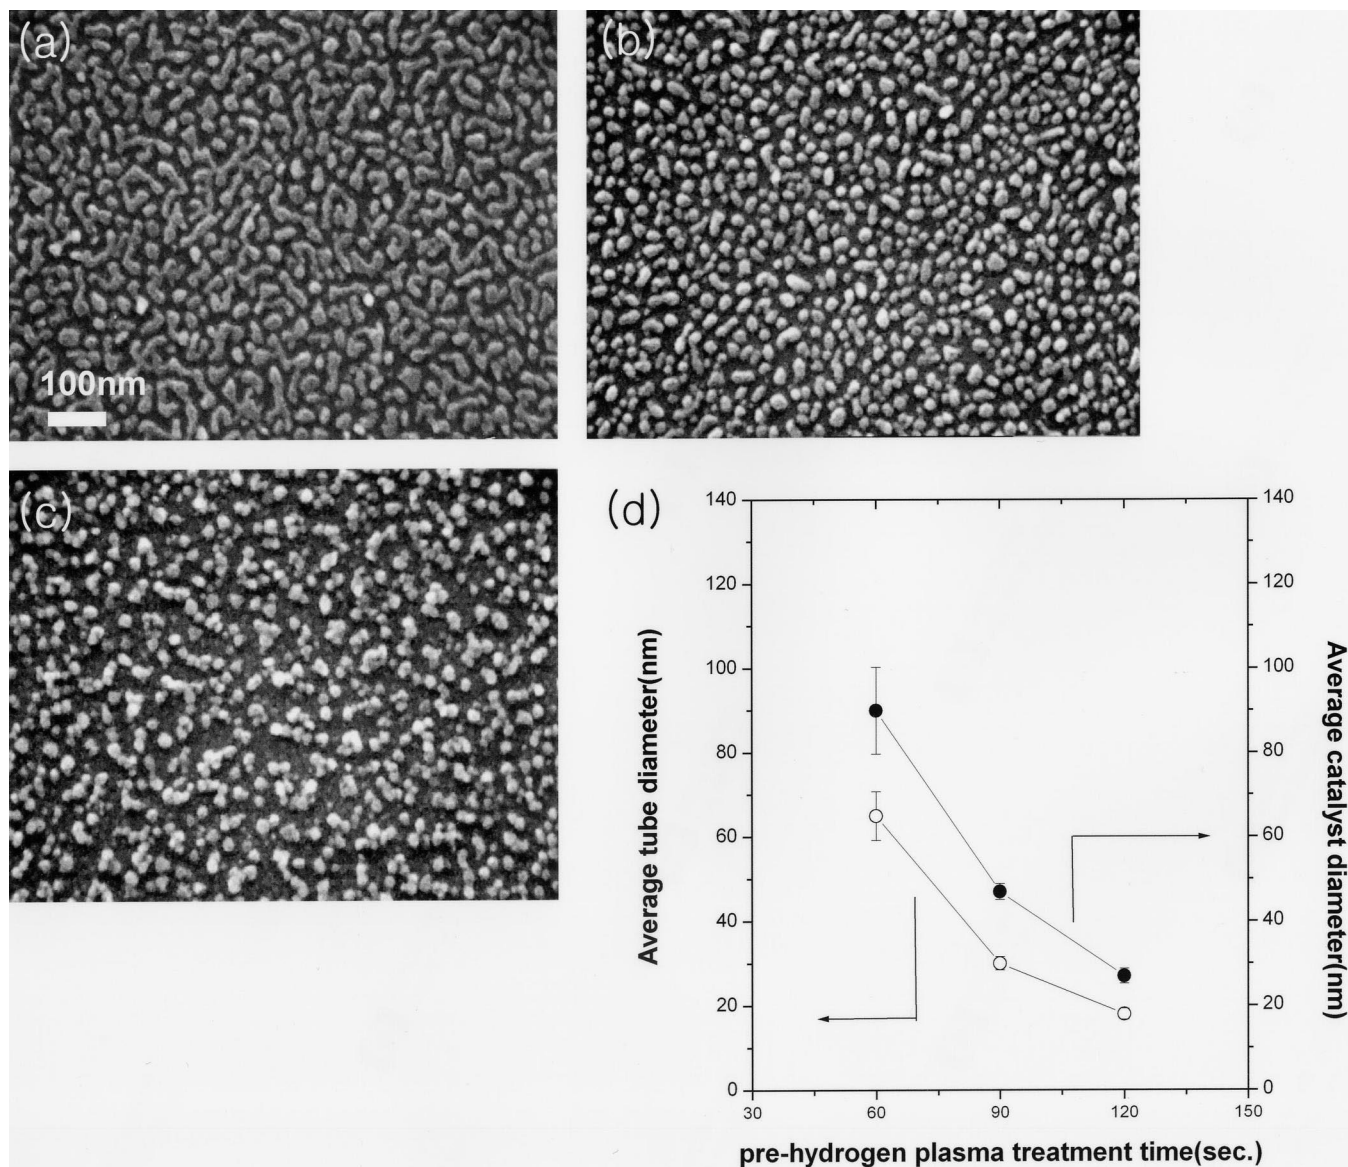 (a)
(b)
100nm
(c)
(d)
140
120
100
80
60
40
20
0
140
120
100
80
60
40
20
0
30 60 90 120 150
Average tube diameter(nm)
Average catalyst diameter(nm)
pre-hydrogen plasma treatment time(sec.)